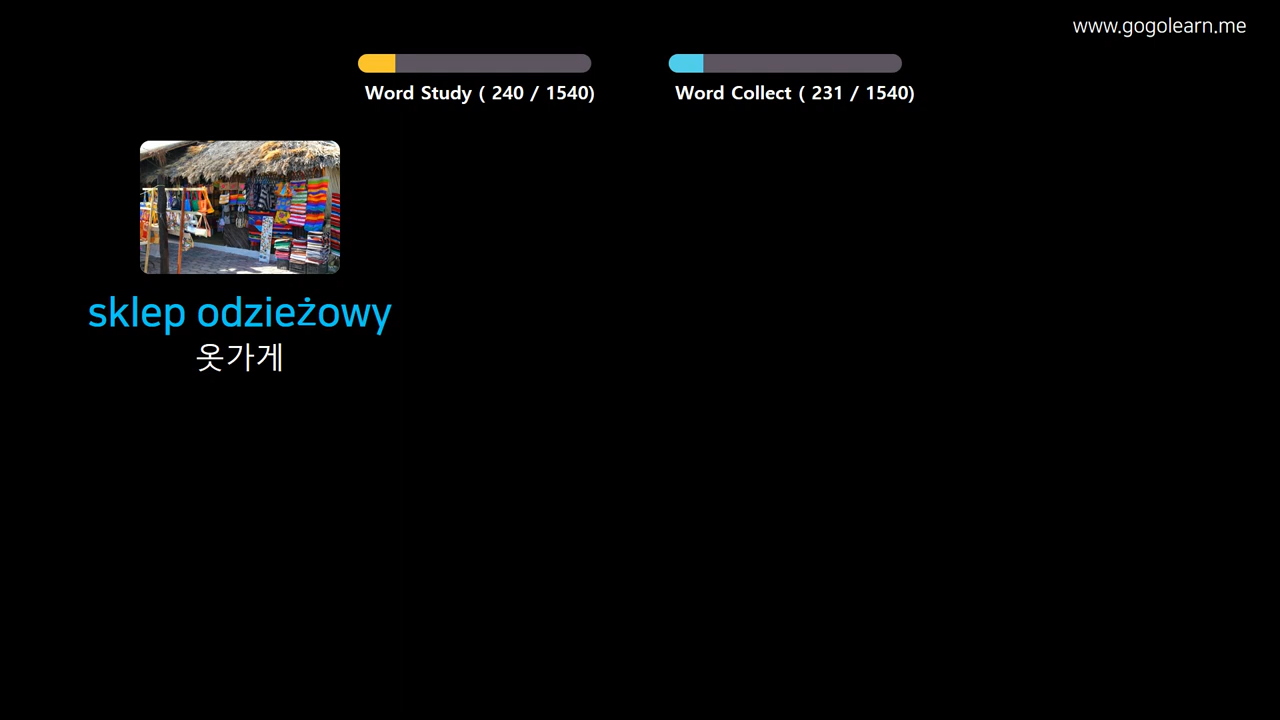 www.gogolearn.me
Word Study ( 240 / 1540)
Word Collect ( 231 / 1540)
sklep odzieżowy
옷가게